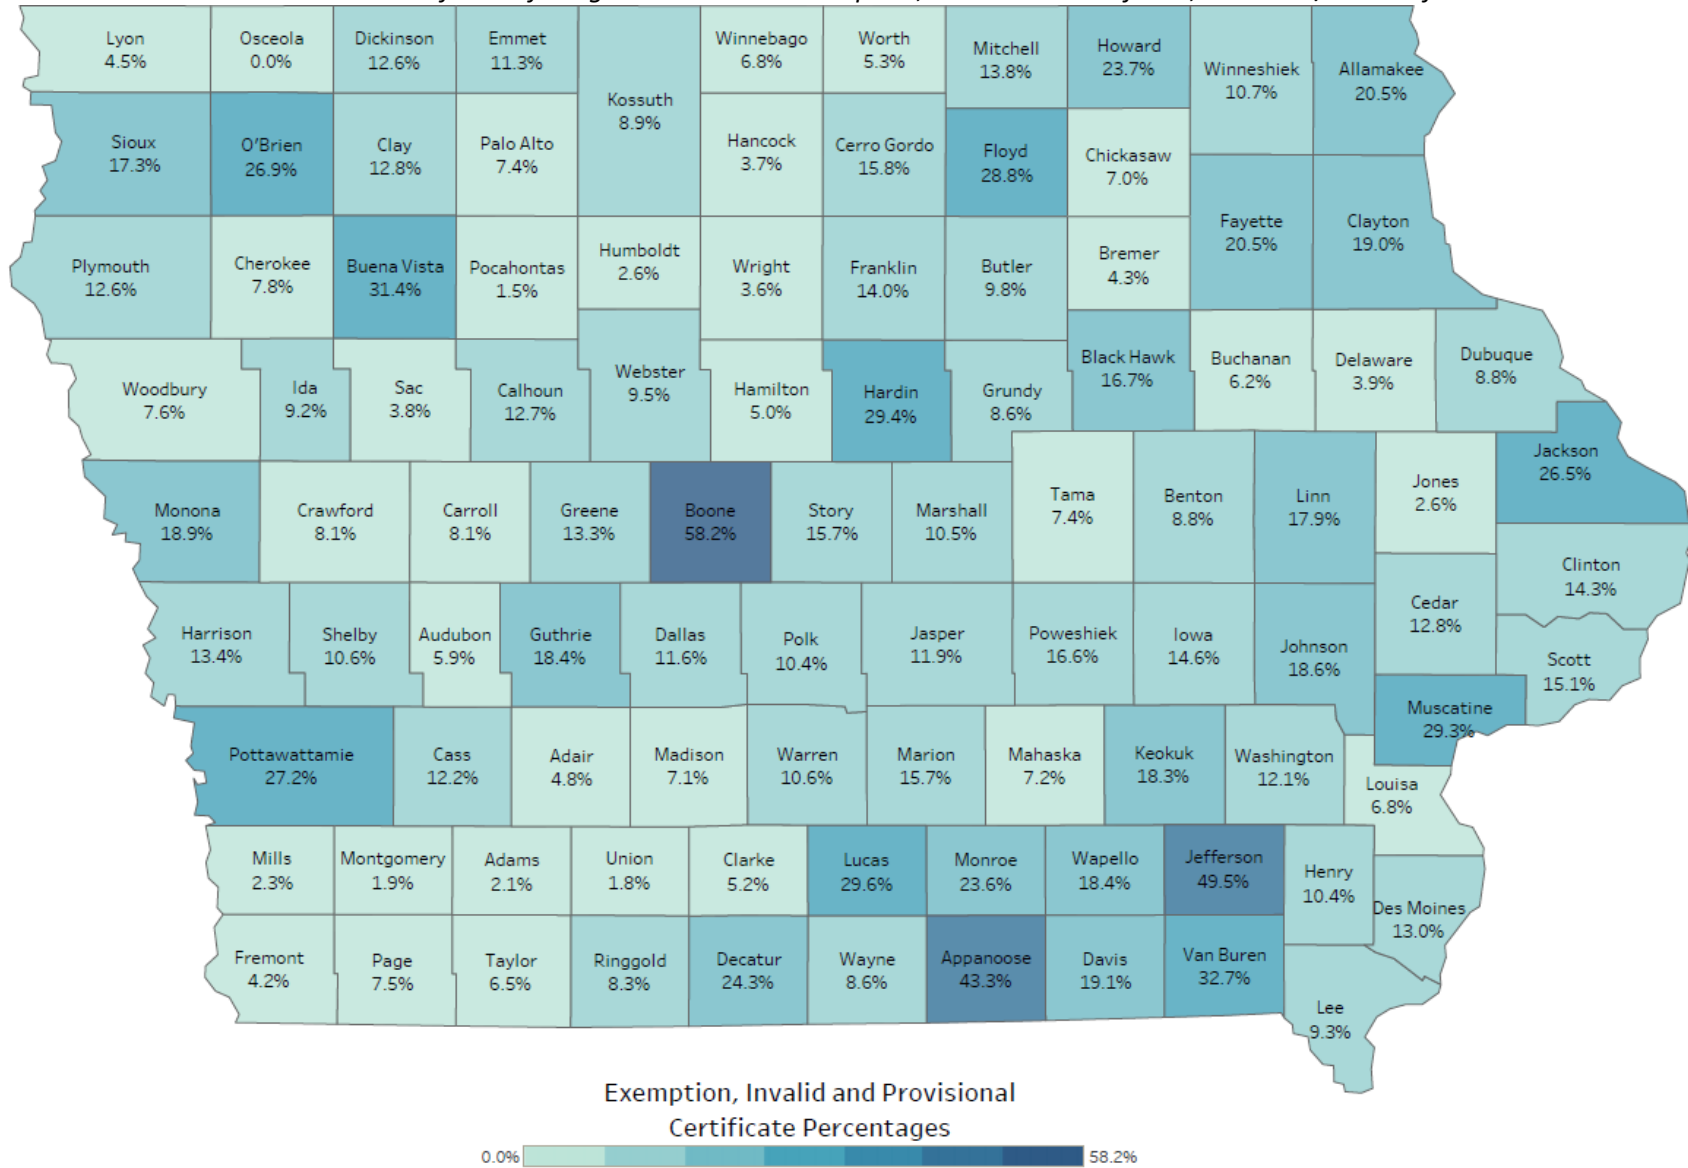 Lyon
4.5%
Osceola
0.0%
Dickinson
12.6%
Emmet
11.3%
Kossuth
8.9%
Winnebago
6.8%
Worth
5.3%
Mitchell
13.8%
Howard
23.7%
Winneshiek
10.7%
Allamakee
20.5%
Sioux
17.3%
O'Brien
26.9%
Clay
12.8%
Palo Alto
7.4%
Hancock
3.7%
Cerro Gordo
15.8%
Floyd
28.8%
Chickasaw
7.0%
Fayette
20.5%
Clayton
19.0%
Plymouth
12.6%
Cherokee
7.8%
Buena Vista
31.4%
Pocahontas
1.5%
Humboldt
2.6%
Wright
3.6%
Franklin
14.0%
Butler
9.8%
Bremer
4.3%
Woodbury
7.6%
Ida
9.2%
Sac
3.8%
Calhoun
12.7%
Webster
9.5%
Hamilton
5.0%
Hardin
29.4%
Grundy
8.6%
Black Hawk
16.7%
Buchanan
6.2%
Delaware
3.9%
Dubuque
8.8%
Monona
18.9%
Crawford
8.1%
Carroll
8.1%
Greene
13.3%
Boone
58.2%
Story
15.7%
Marshall
10.5%
Tama
7.4%
Benton
8.8%
Linn
17.9%
Jones
2.6%
Jackson
26.5%
Clinton
14.3%
Harrison
13.4%
Shelby
10.6%
Audubon
5.9%
Guthrie
18.4%
Dallas
11.6%
Polk
10.4%
Jasper
11.9%
Poweshiek
16.6%
Iowa
14.6%
Johnson
18.6%
Cedar
12.8%
Scott
15.1%
Muscatine
29.3%
Pottawattamie
27.2%
Cass
12.2%
Adair
4.8%
Madison
7.1%
Warren
10.6%
Marion
15.7%
Mahaska
7.2%
Keokuk
18.3%
Washington
12.1%
Louisa
6.8%
Mills
2.3%
Montgomery
1.9%
Adams
2.1%
Union
1.8%
Clarke
5.2%
Lucas
29.6%
Monroe
23.6%
Wapello
18.4%
Jefferson
49.5%
Henry
10.4%
Des Moines
13.0%
Fremont
4.2%
Page
7.5%
Taylor
6.5%
Ringgold
8.3%
Decatur
24.3%
Wayne
8.6%
Appanoose
43.3%
Davis
19.1%
Van Buren
32.7%
Lee
9.3%
Exemption, Invalid and Provisional
Certificate Percentages
0.0%
58.2%